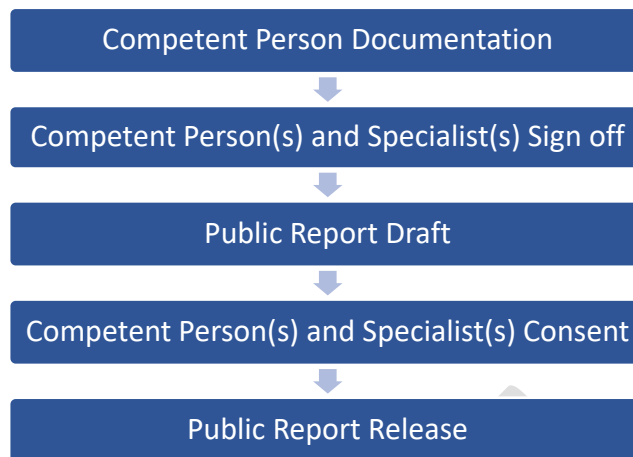 Competent Person Documentation
Competent Person(s) and Specialist(s) Sign off
Public Report Draft
Competent Person(s) and Specialist(s) Consent
Public Report Release